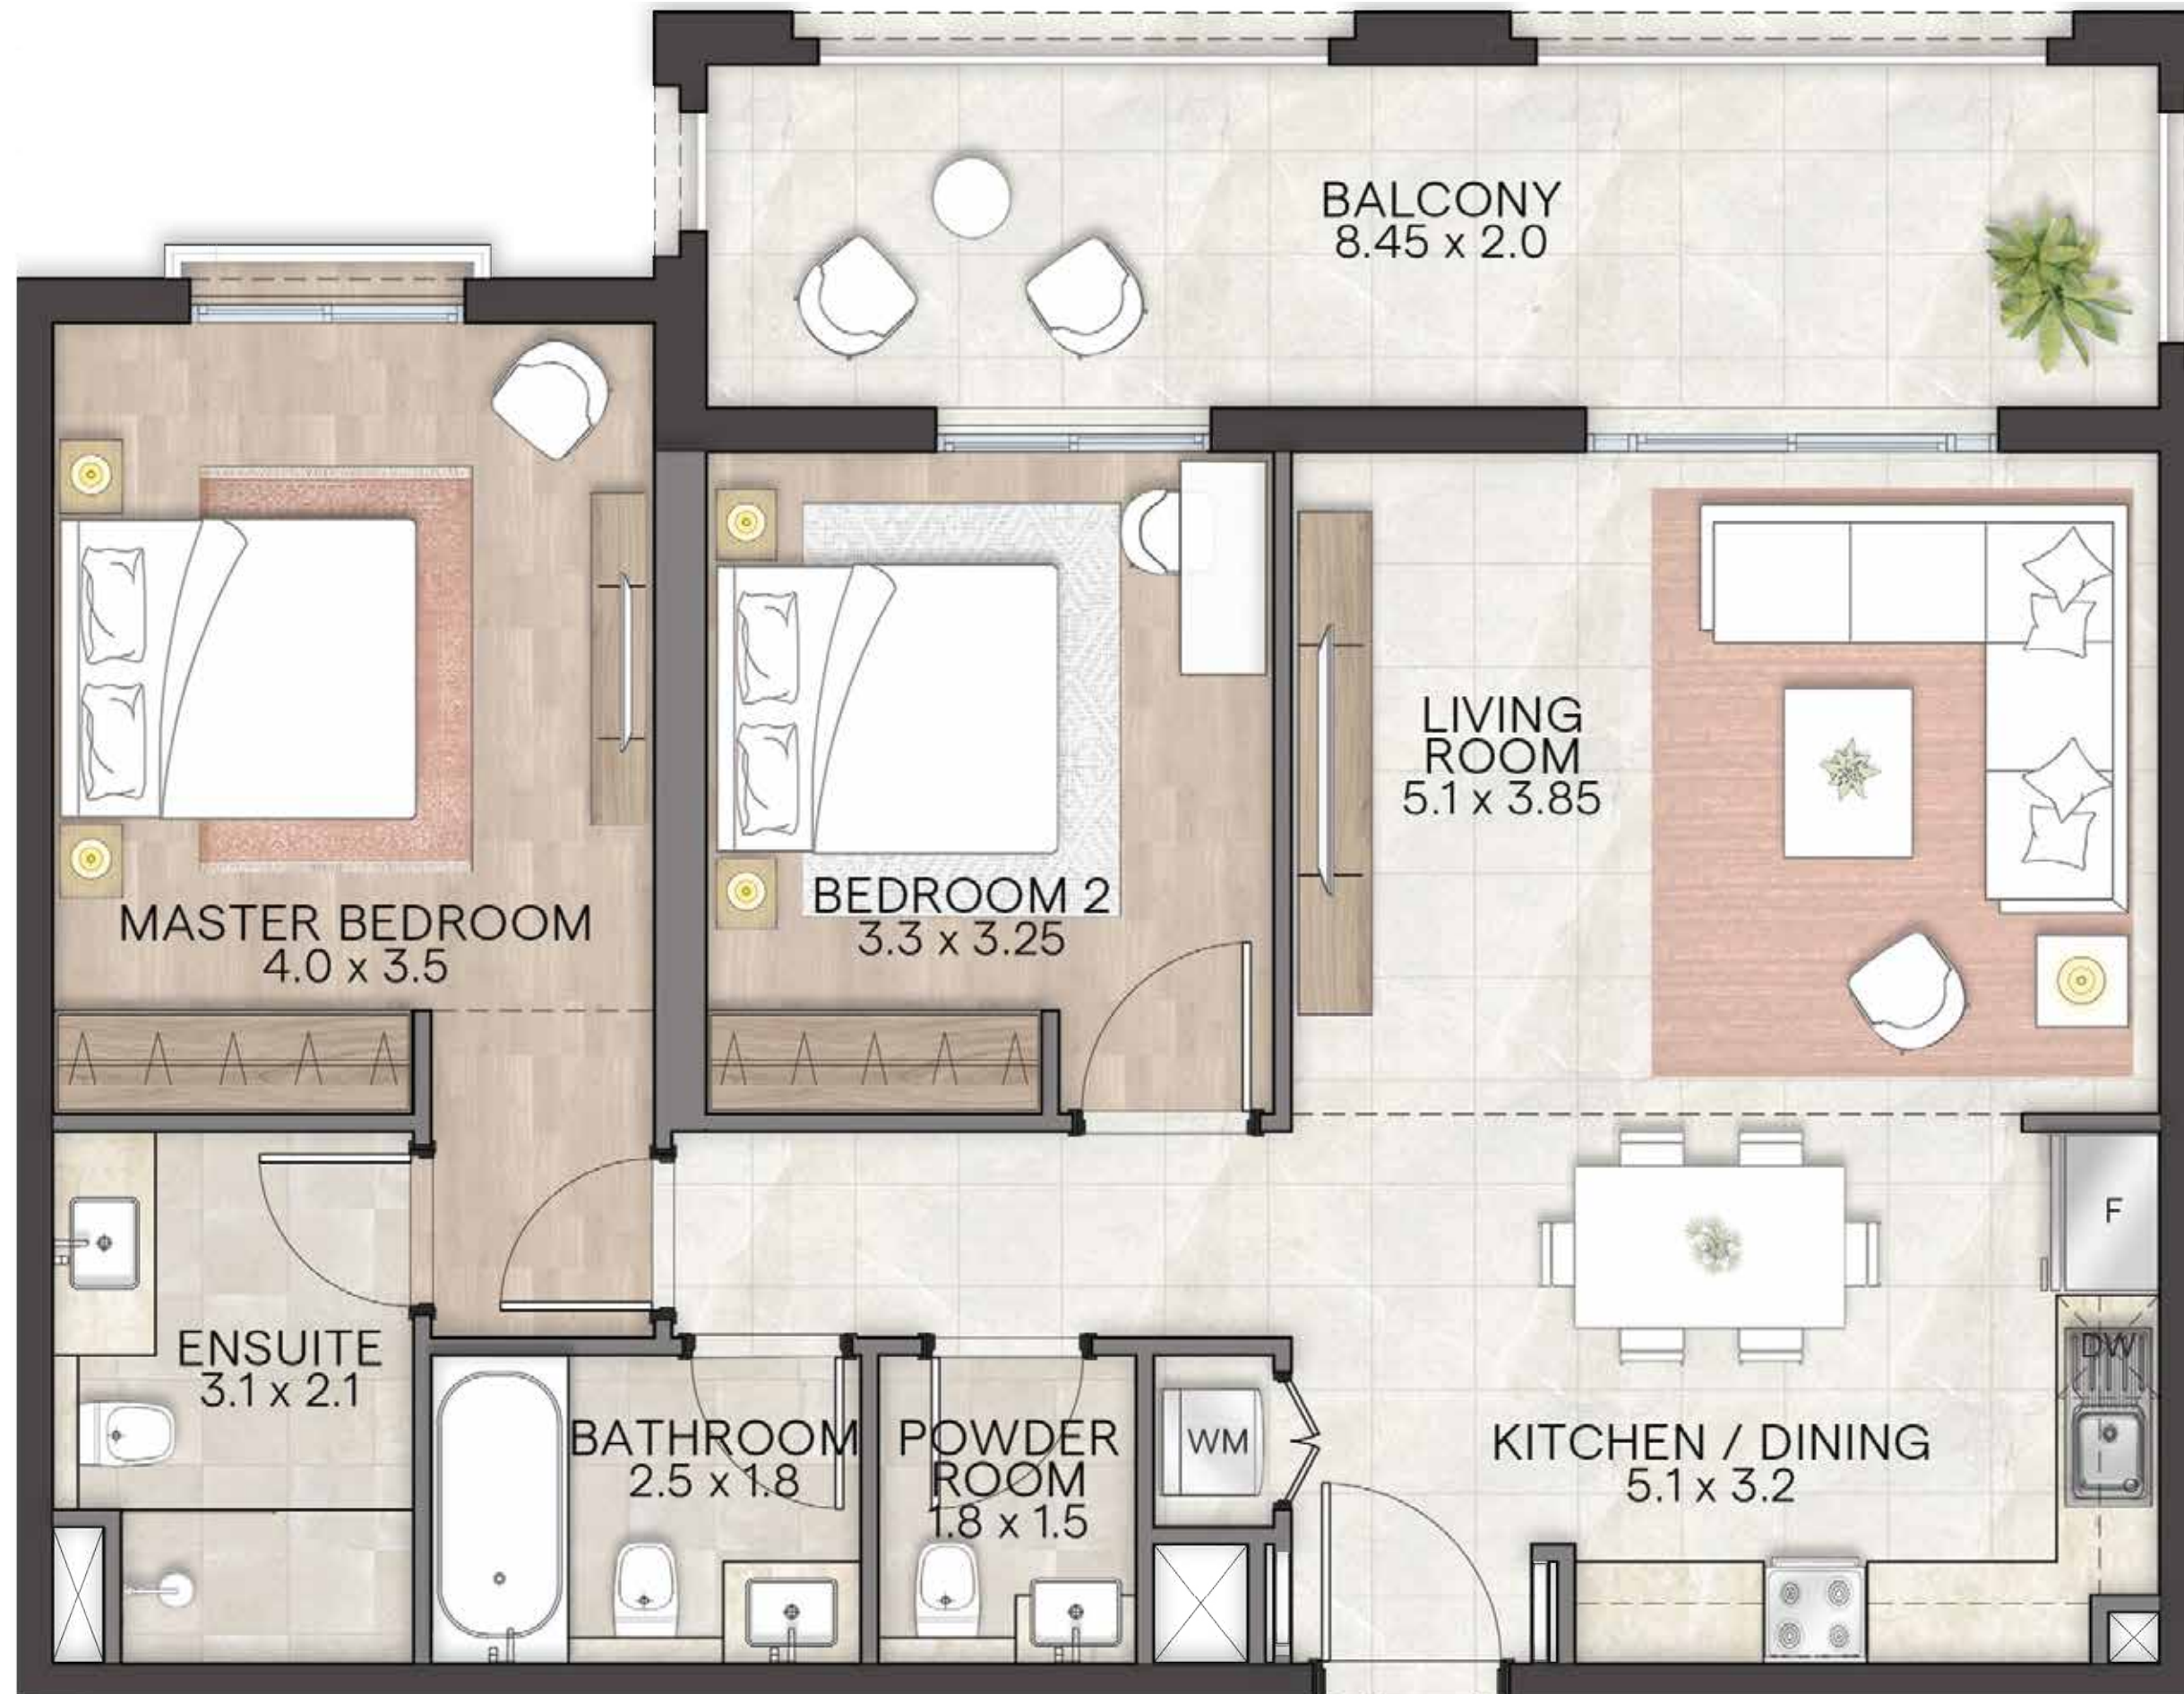 BALCONY
8.45 x 2.0
LIVING
ROOM
5.1 x 3.85
MASTER BEDROOM
4.0 x 3.5
BEDROOM 2
3.3 x 3.25
F
ENSUITE
3.1 x 2.1
DW
BATHROOM
2.5 x 1.8
POWDER
ROOM
1.8 x 1.5
WM
KITCHEN / DINING
5.1 x 3.2